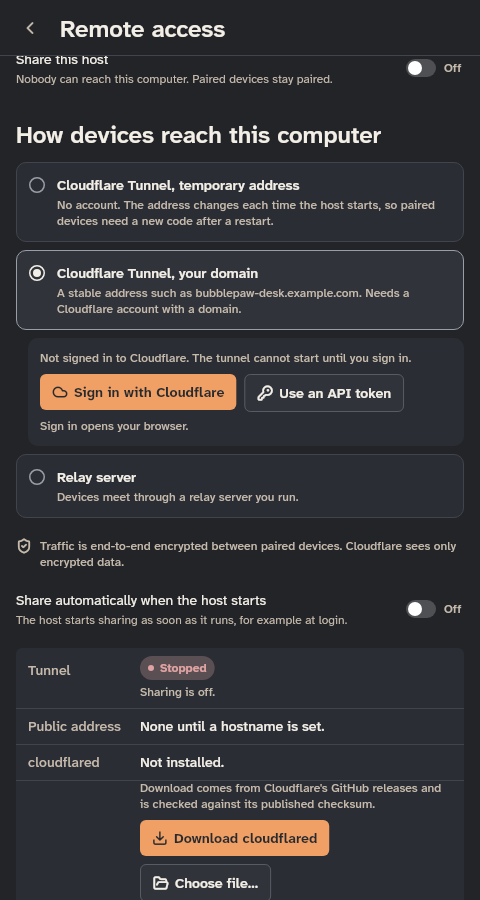 Remote access
Share this host
Nobody can reach this computer. Paired devices stay paired.
Off
How devices reach this computer
Cloudflare Tunnel, temporary address
No account. The address changes each time the host starts, so paired
devices need a new code after a restart.
Cloudflare Tunnel, your domain
A stable address such as bubblepaw-desk.example.com. Needs a
Cloudflare account with a domain.
Not signed in to Cloudflare. The tunnel cannot start until you sign in.
Sign in with Cloudflare
Use an API token
Sign in opens your browser.
Relay server
Devices meet through a relay server you run.
Traffic is end-to-end encrypted between paired devices. Cloudflare sees only
encrypted data.
Share automatically when the host starts
The host starts sharing as soon as it runs, for example at login.
Off
Tunnel
Stopped
Sharing is off.
Public address
None until a hostname is set.
cloudflared
Not installed.
Download comes from Cloudflare's GitHub releases and
is checked against its published checksum.
Download cloudflared
Choose file...